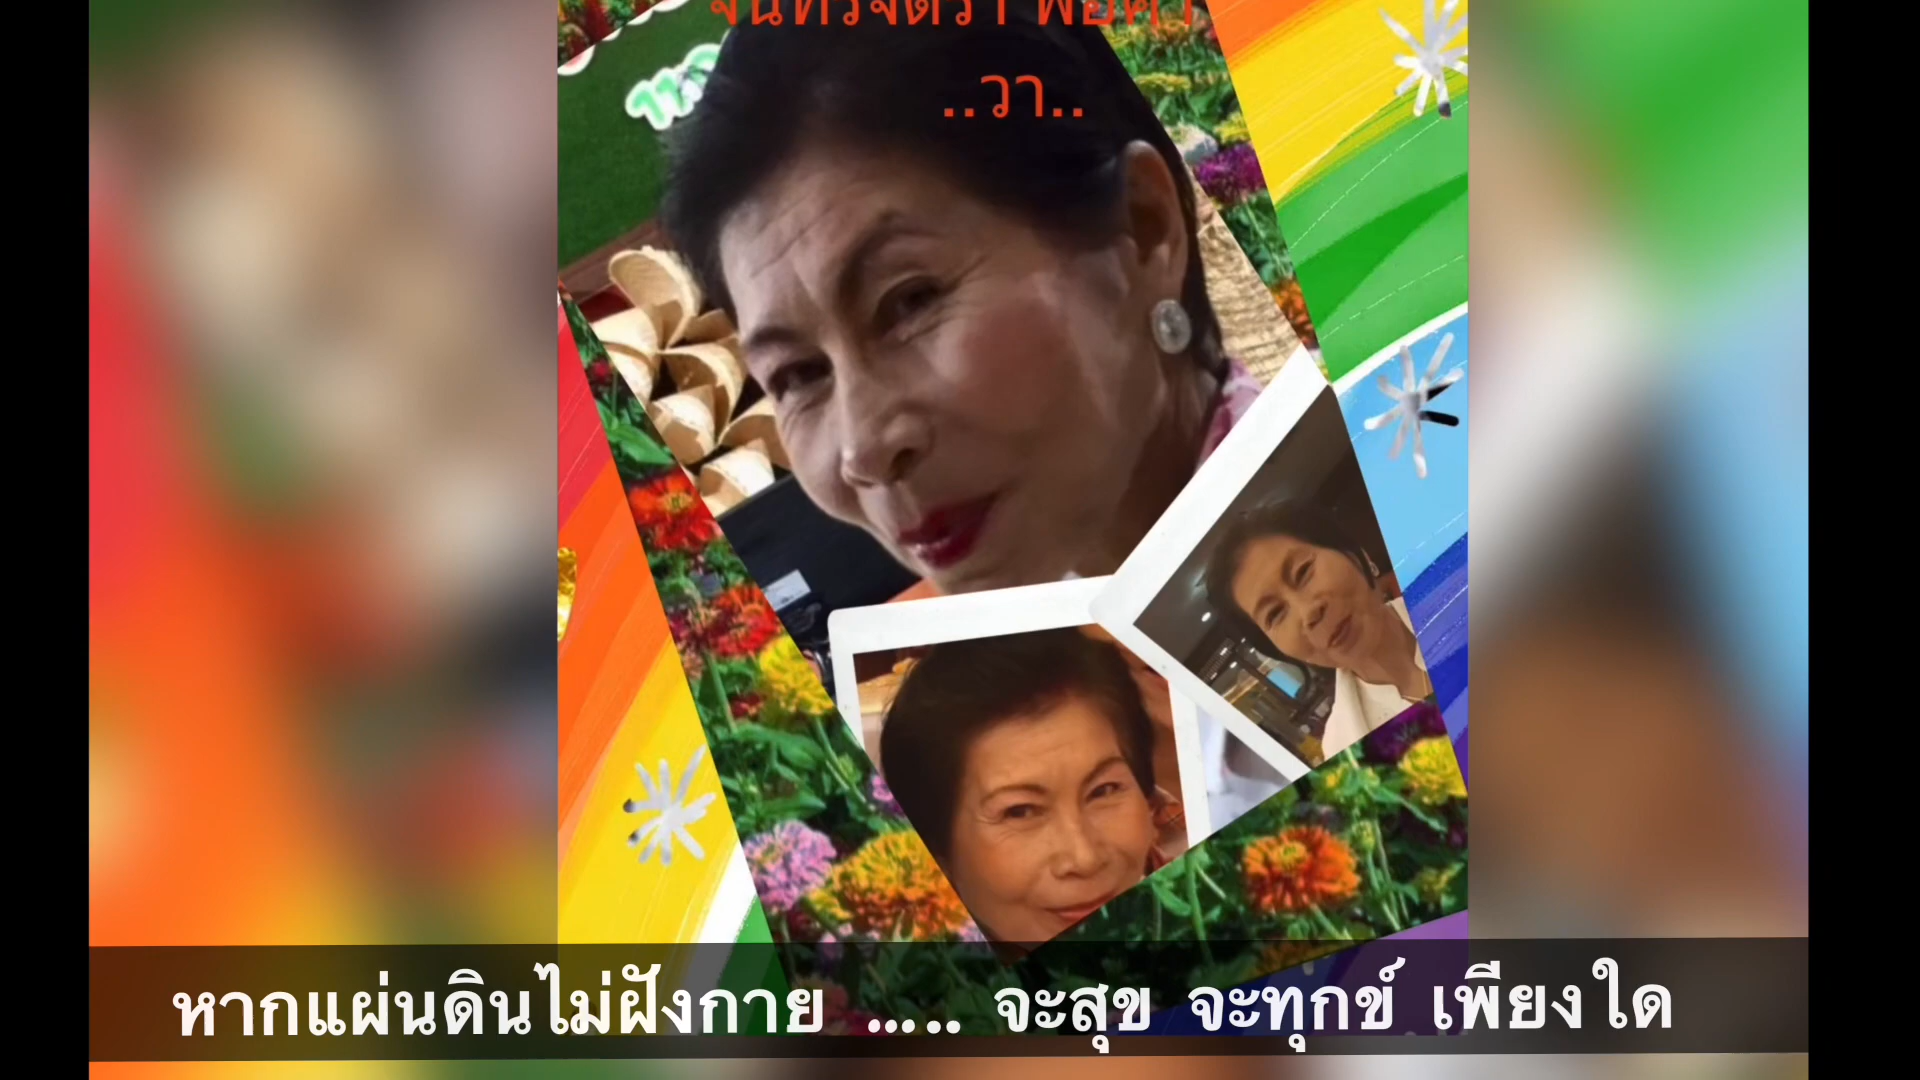 ..วา..
หากแผ่นดินไม่ฝังกาย ..... จะสุข จะทุกข์ เพียงใด